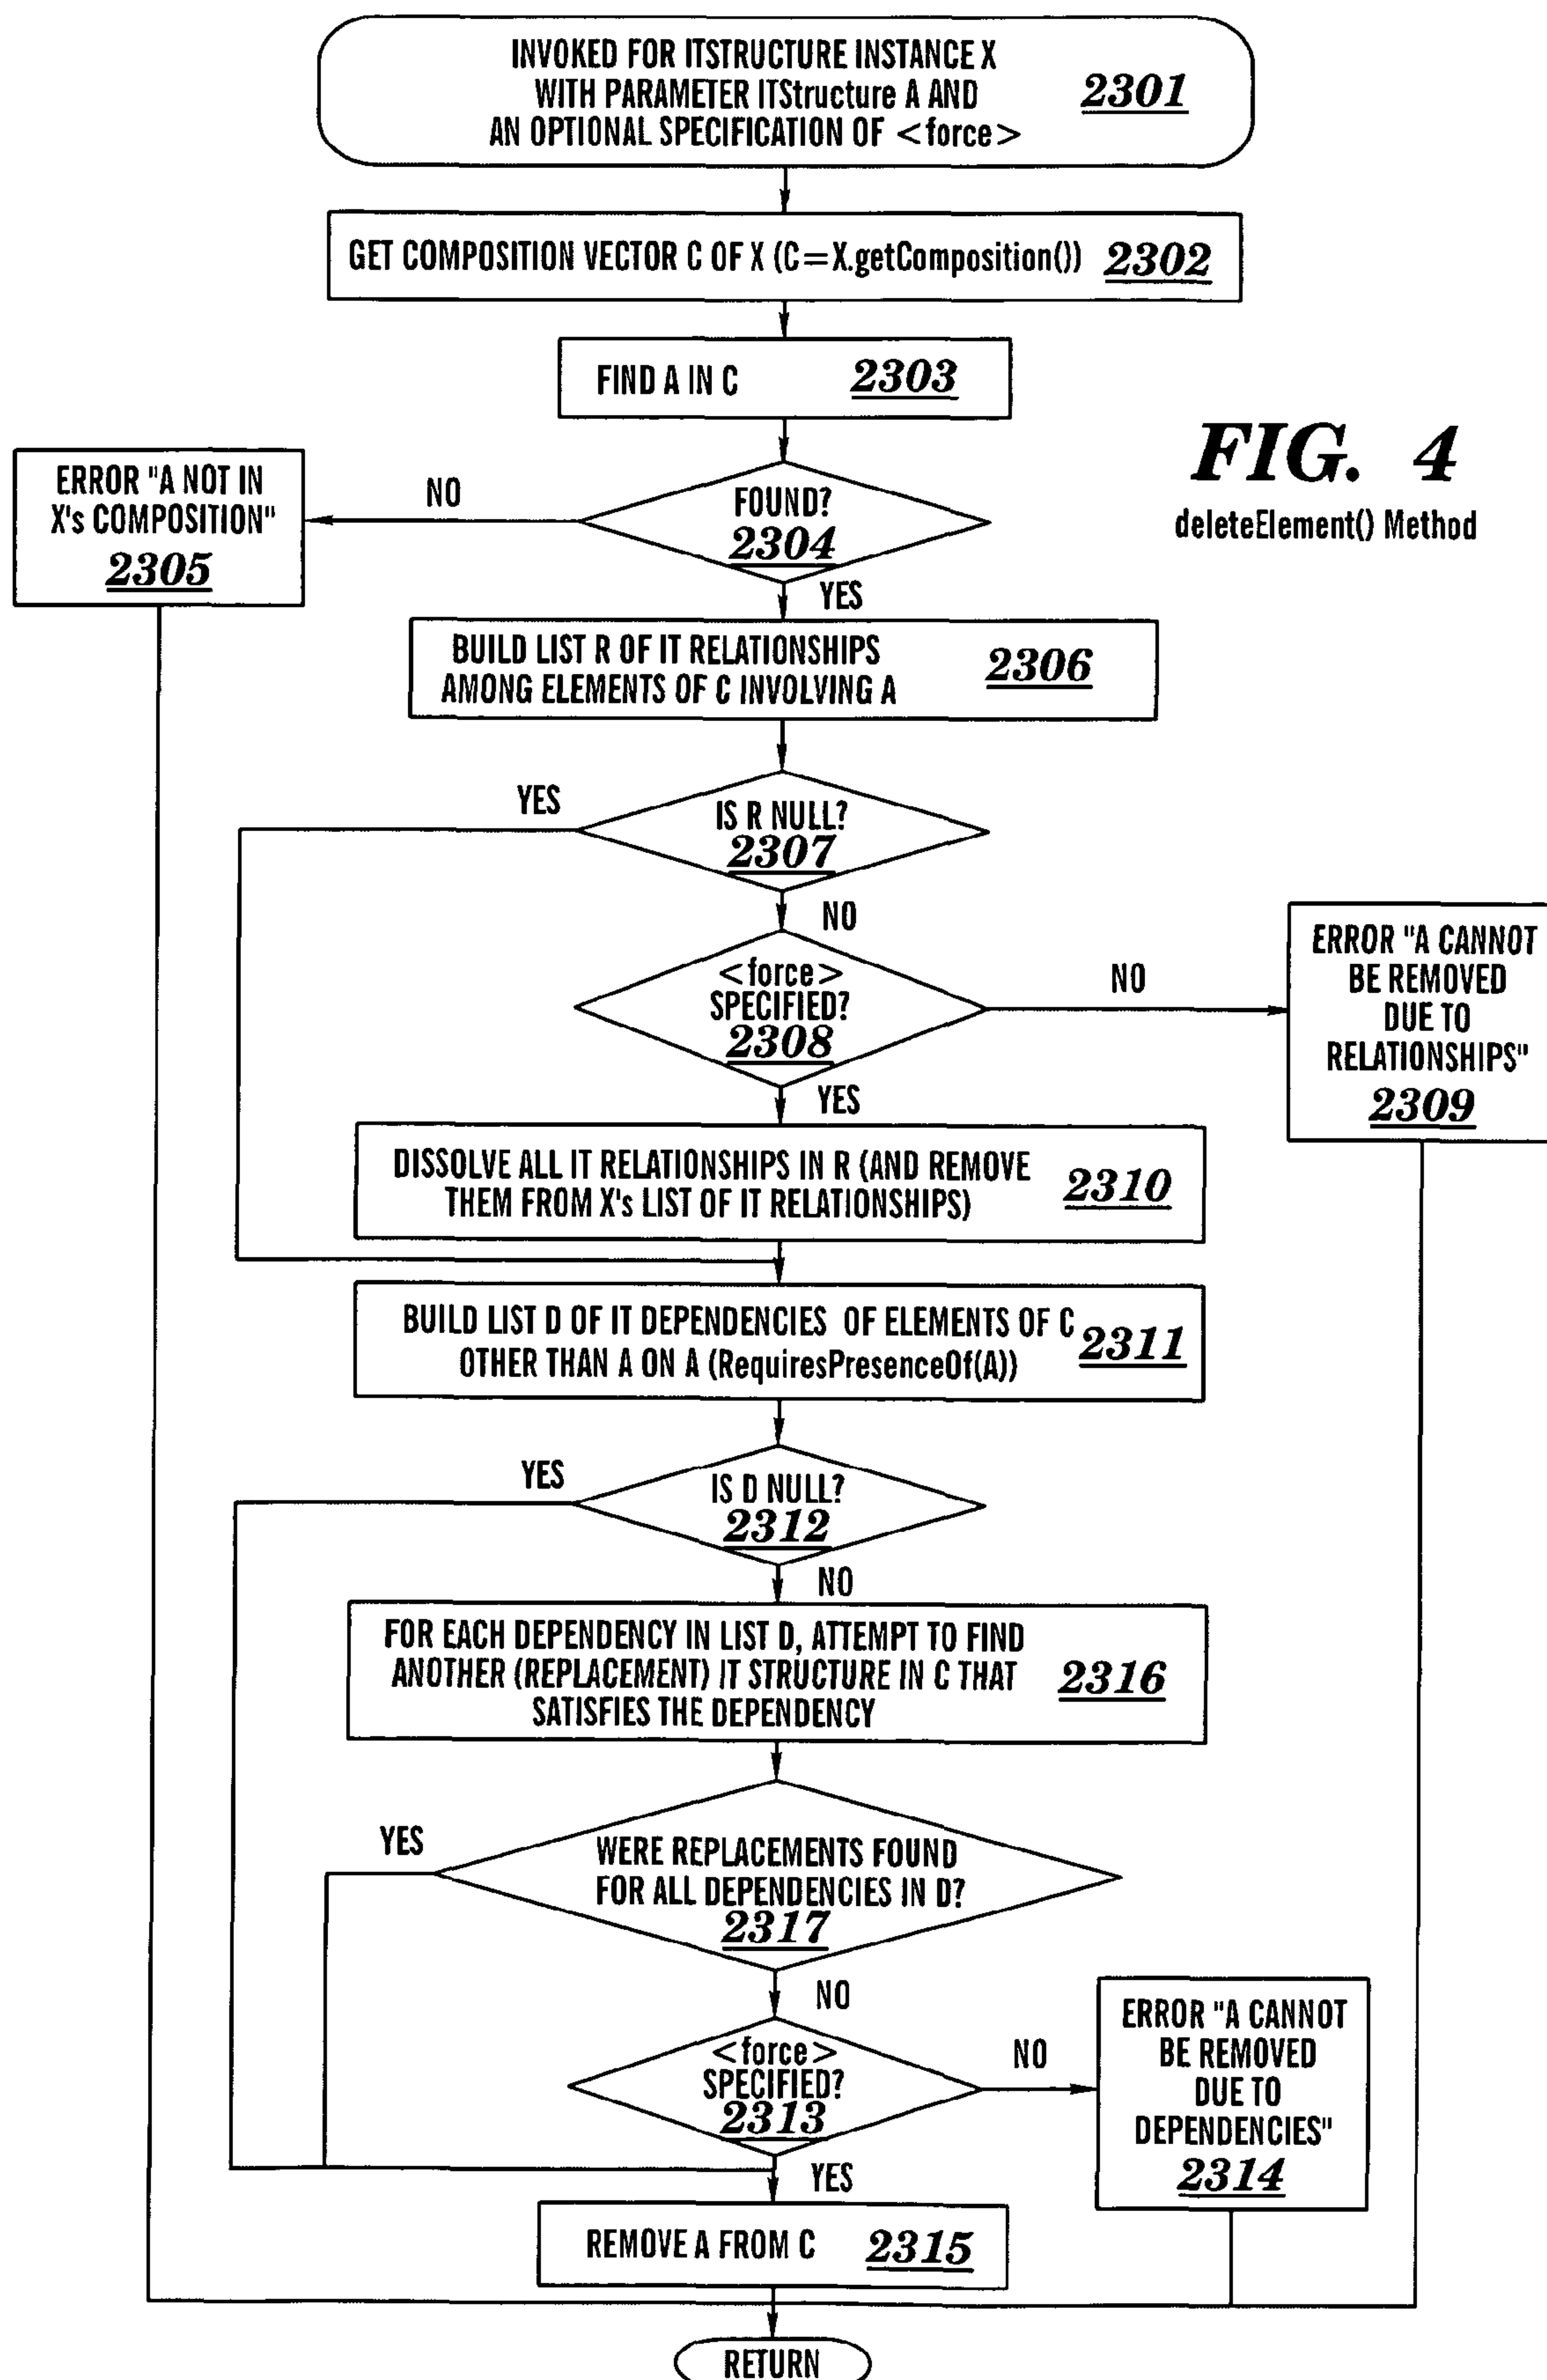 INVOKED FOR ITSTRUCTURE INSTANCE X
WITH PARAMETER ITStructure A AND
AN OPTIONAL SPECIFICATION OF <force>
2301
GET COMPOSITION VECTOR C OF X (C=X.getComposition()) 2302
FIND A IN C 2303
FIG. 4
deleteElement() Method
FOUND?
2304
NO
ERROR "A NOT IN
X's COMPOSITION"
2305
YES
BUILD LIST R OF IT RELATIONSHIPS
AMONG ELEMENTS OF C INVOLVING A
2306
IS R NULL?
2307
YES
NO
<force>
SPECIFIED?
2308
NO
ERROR "A CANNOT
BE REMOVED
DUE TO
RELATIONSHIPS"
2309
YES
DISSOLVE ALL IT RELATIONSHIPS IN R (AND REMOVE
THEM FROM X's LIST OF IT RELATIONSHIPS)
2310
BUILD LIST D OF IT DEPENDENCIES OF ELEMENTS OF C
OTHER THAN A ON A (RequiresPresenceOf(A))
2311
IS D NULL?
2312
YES
NO
FOR EACH DEPENDENCY IN LIST D, ATTEMPT TO FIND
ANOTHER (REPLACEMENT) IT STRUCTURE IN C THAT
SATISFIES THE DEPENDENCY
2316
WERE REPLACEMENTS FOUND
FOR ALL DEPENDENCIES IN D?
2317
YES
NO
<force>
SPECIFIED?
2313
NO
ERROR "A CANNOT
BE REMOVED
DUE TO
DEPENDENCIES"
2314
YES
REMOVE A FROM C 2315
RETURN